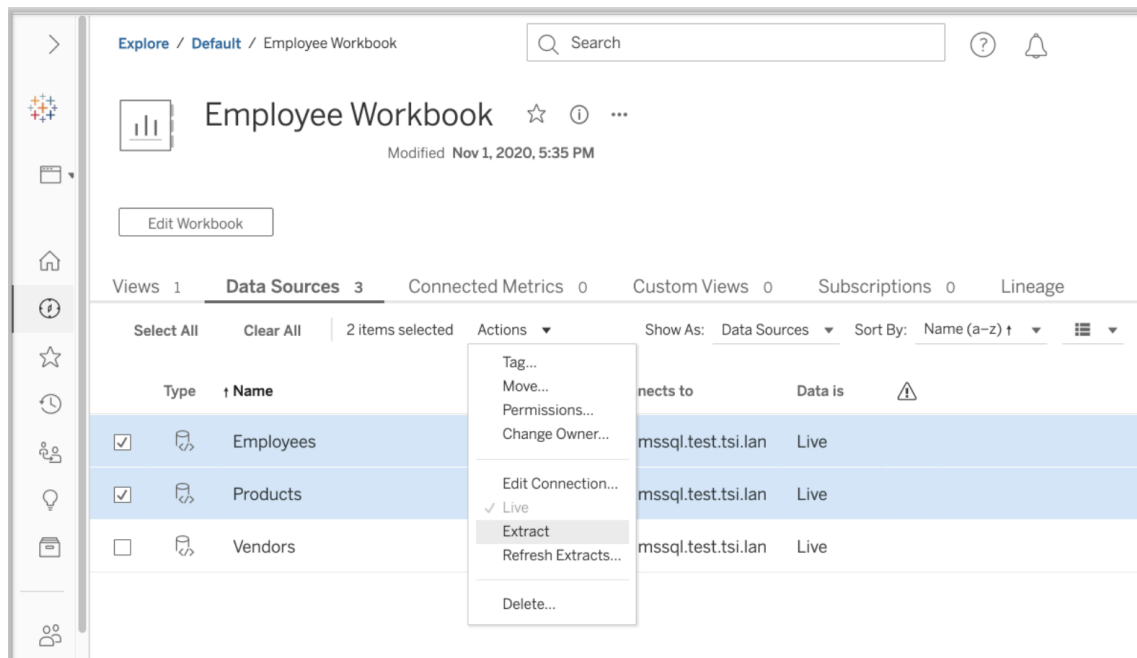 Explore / Default / Employee Workbook
Search
Employee Workbook
Modified Nov 1, 2020, 5:35 PM
Edit Workbook
Views 1 Data Sources 3 Connected Metrics 0 Custom Views 0 Subscriptions 0 Lineage
Select All Clear All 2 items selected Actions Show As: Data Sources Sort By: Name (a–z) ↑
Tag...
Move...
Permissions...
Change Owner...
Edit Connection...
Live
Extract
Refresh Extracts...
Delete...
Type ↑ Name nects to Data is
Employees mssql.test.tsi.lan Live
Products mssql.test.tsi.lan Live
Vendors mssql.test.tsi.lan Live